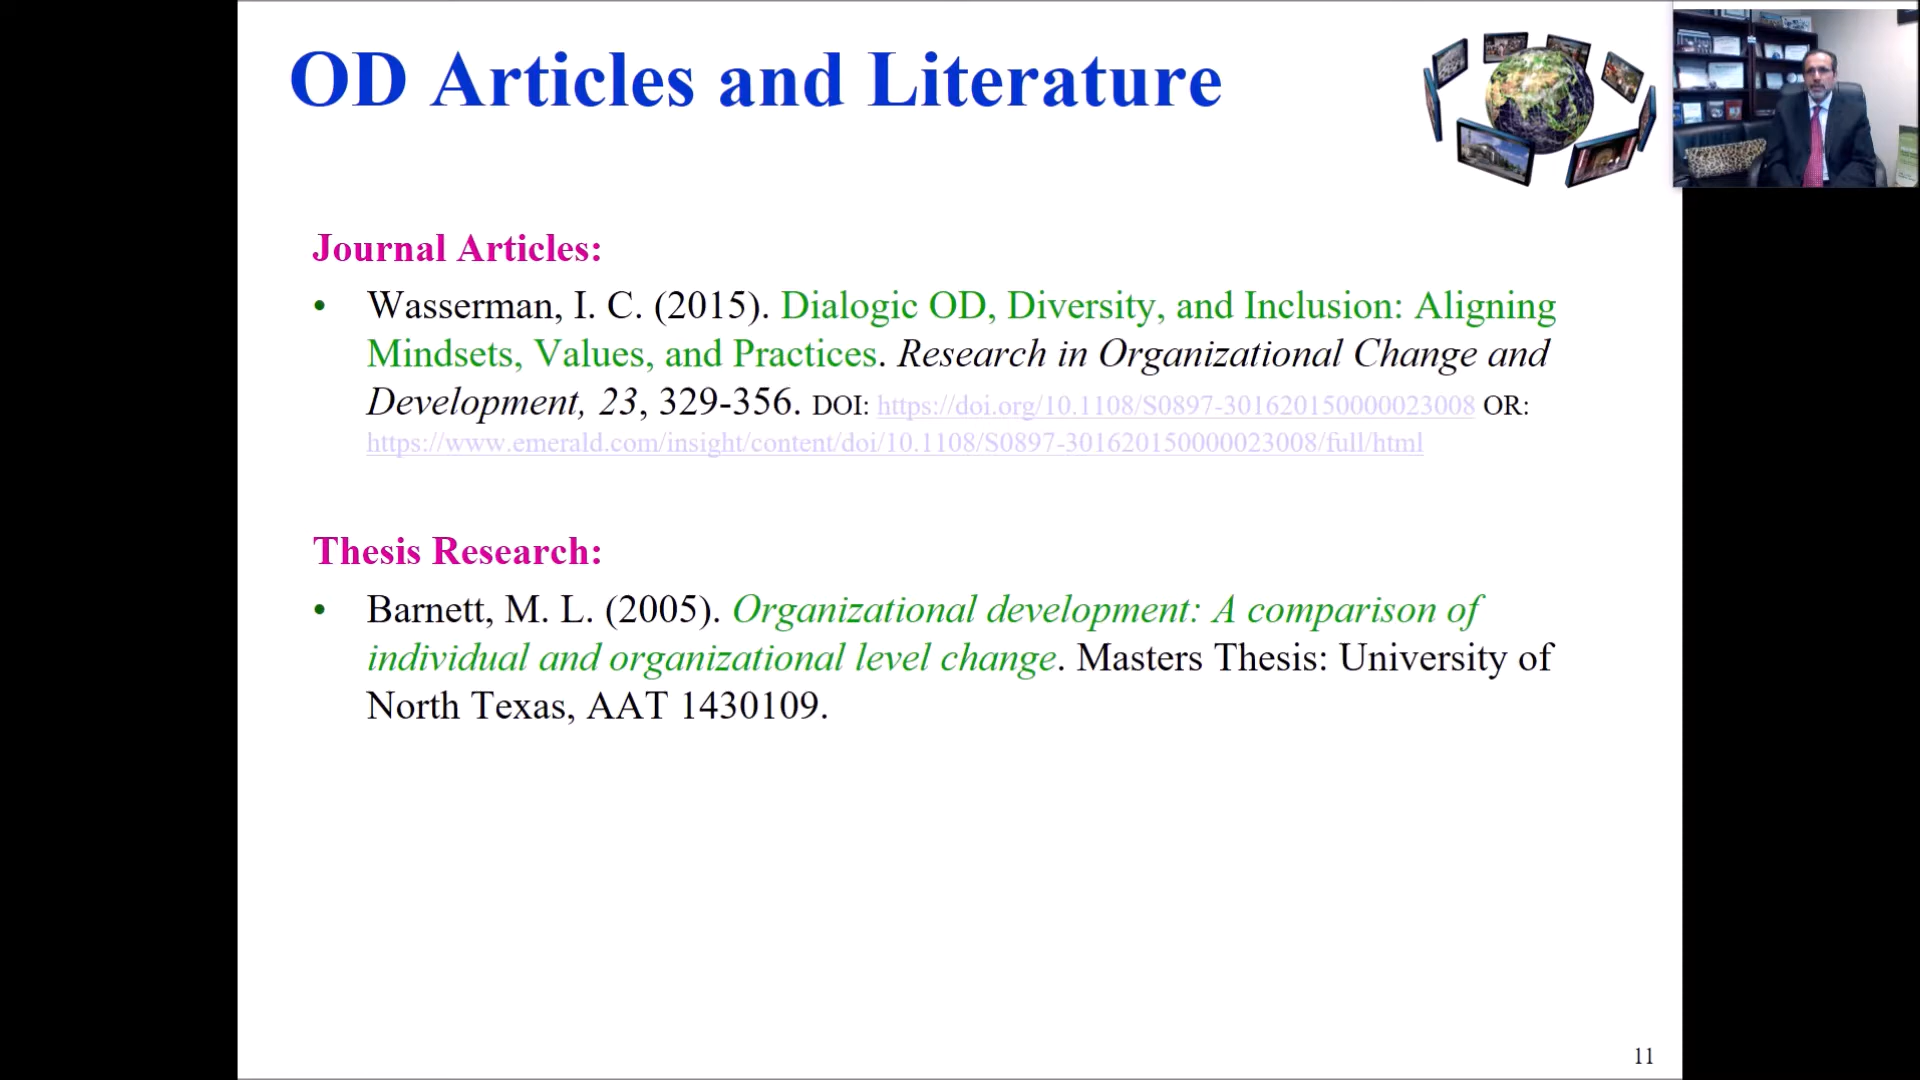 OD Articles and Literature
Journal Articles:
• Wasserman, I. C. (2015). Dialogic OD, Diversity, and Inclusion: Aligning
Mindsets, Values, and Practices. Research in Organizational Change and
Development, 23, 329-356. DOI: https://doi.org/10.1108/S0897-301620150000023008 OR:
https://www.emerald.com/insight/content/doi/10.1108/S0897-301620150000023008/full/html
Thesis Research:
• Barnett, M. L. (2005). Organizational development: A comparison of
individual and organizational level change. Masters Thesis: University of
North Texas, AAT 1430109.
11